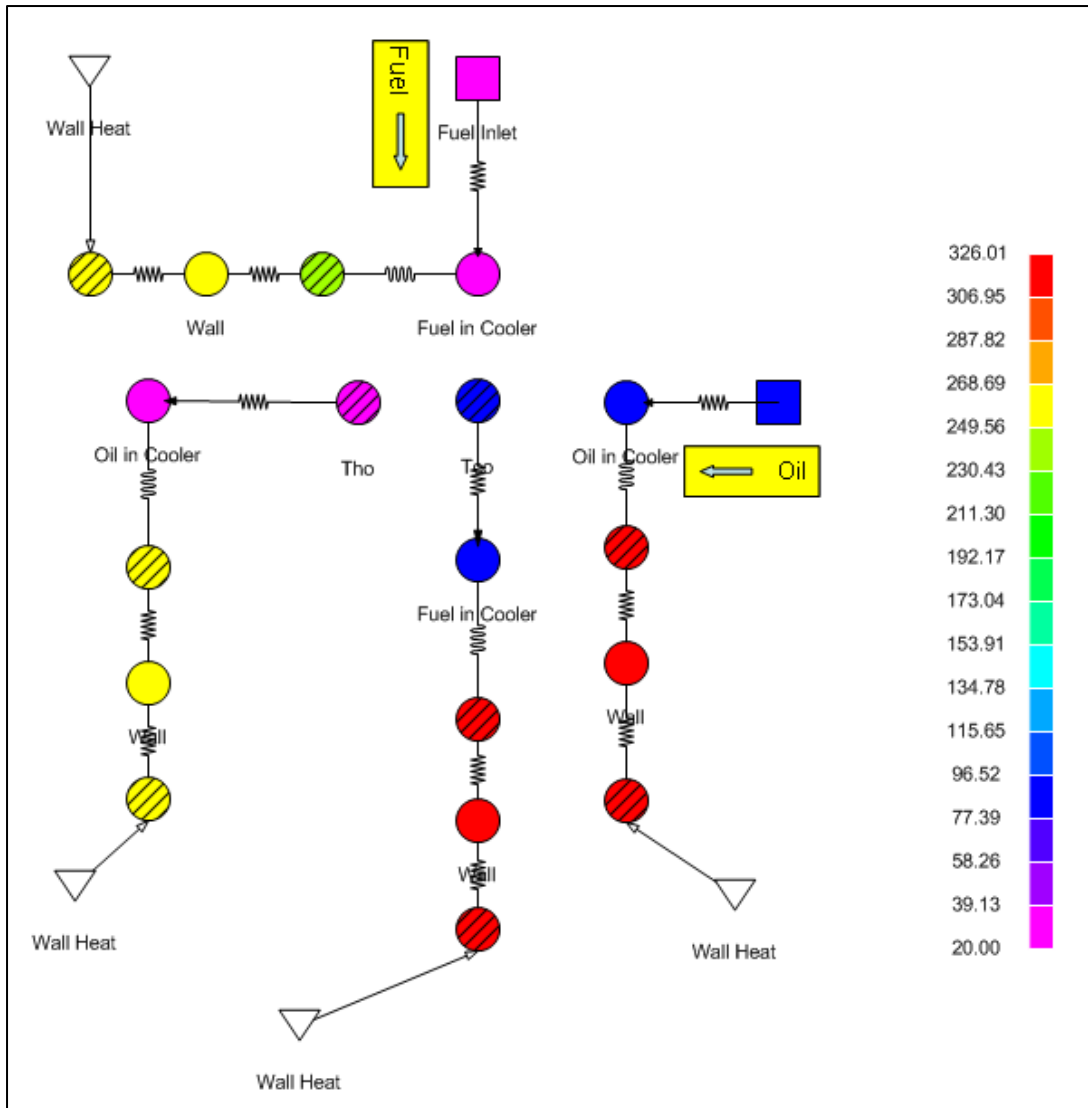 Fuel
Wall Heat
Fuel Inlet
Wall
Fuel in Cooler
Oil in Cooler
Tho
Oil in Cooler
Oil
Fuel in Cooler
Wall
Wall
Wall
Wall Heat
Wall Heat
Wall Heat
326.01
306.95
287.82
268.69
249.56
230.43
211.30
192.17
173.04
153.91
134.78
115.65
96.52
77.39
58.26
39.13
20.00